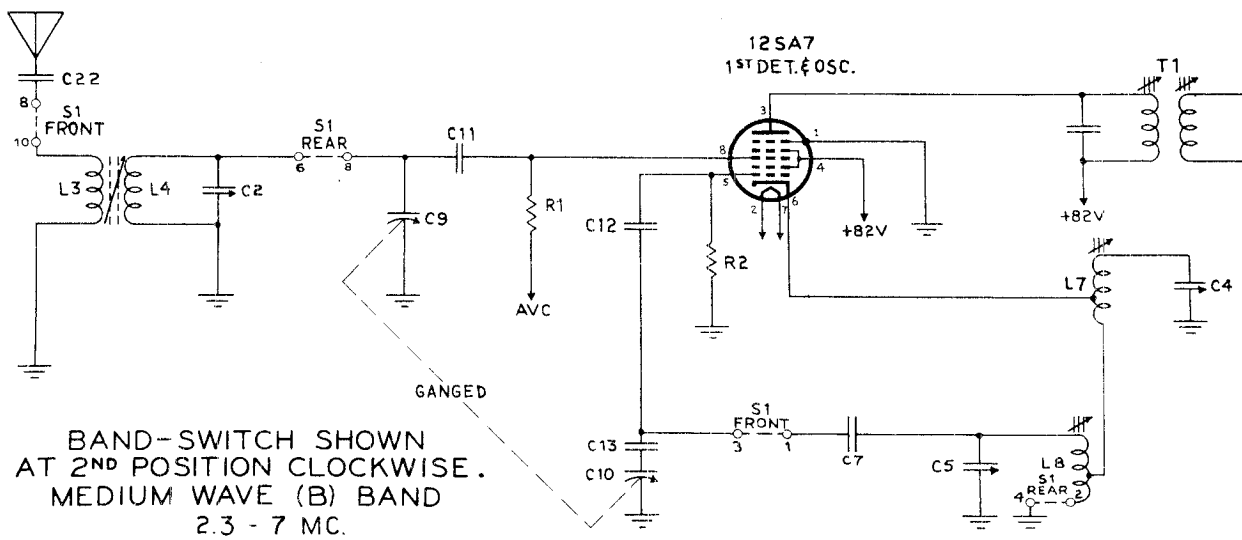 12SA7
1ST DET. & OSC.
T1
C22
8
S1
FRONT
10
L3
L4
C2
S1
REAR
6
8
C9
C11
R1
AVC
C12
R2
3
1
8
4
5
2
7
6
+82V
+82V
L7
C4
GANGED
C13
C10
S1
FRONT
3
1
C7
C5
L8
S1
REAR
4
2
BAND-SWITCH SHOWN
AT 2ND POSITION CLOCKWISE.
MEDIUM WAVE (B) BAND
2.3 - 7 MC.